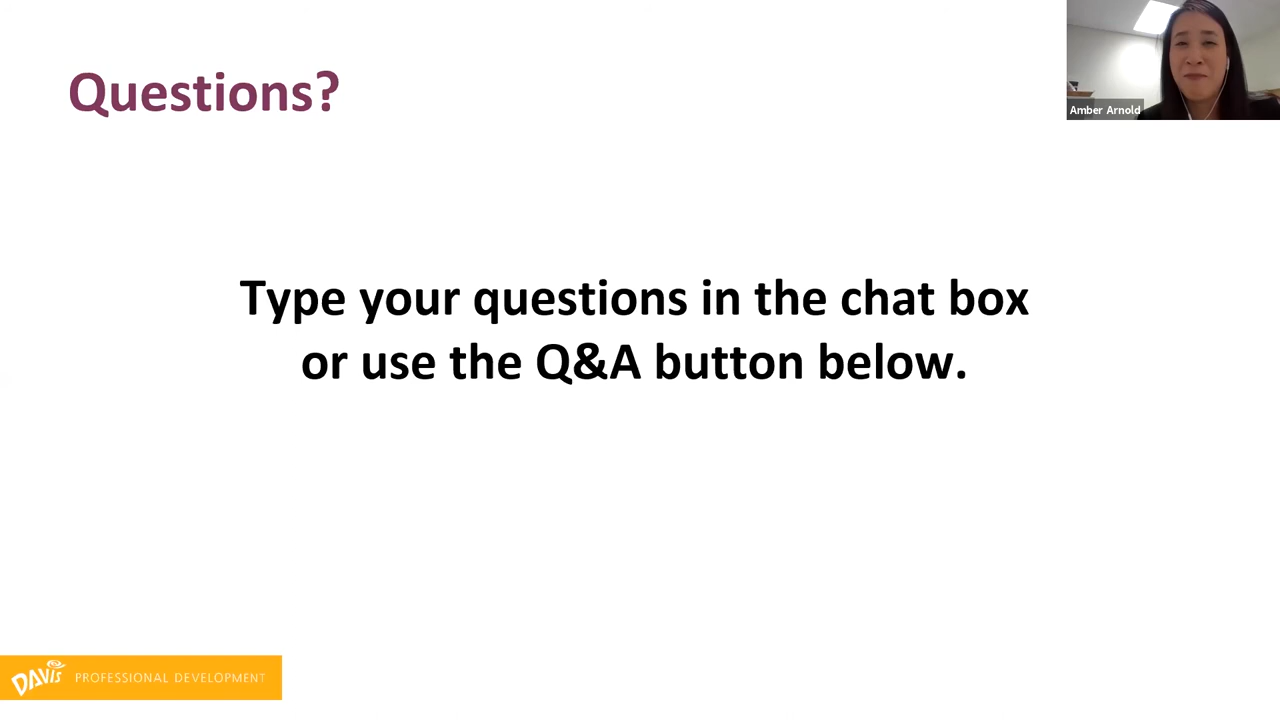 Questions?
Amber Arnold
Type your questions in the chat box
or use the Q&A button below.
DAVIS PROFESSIONAL DEVELOPMENT